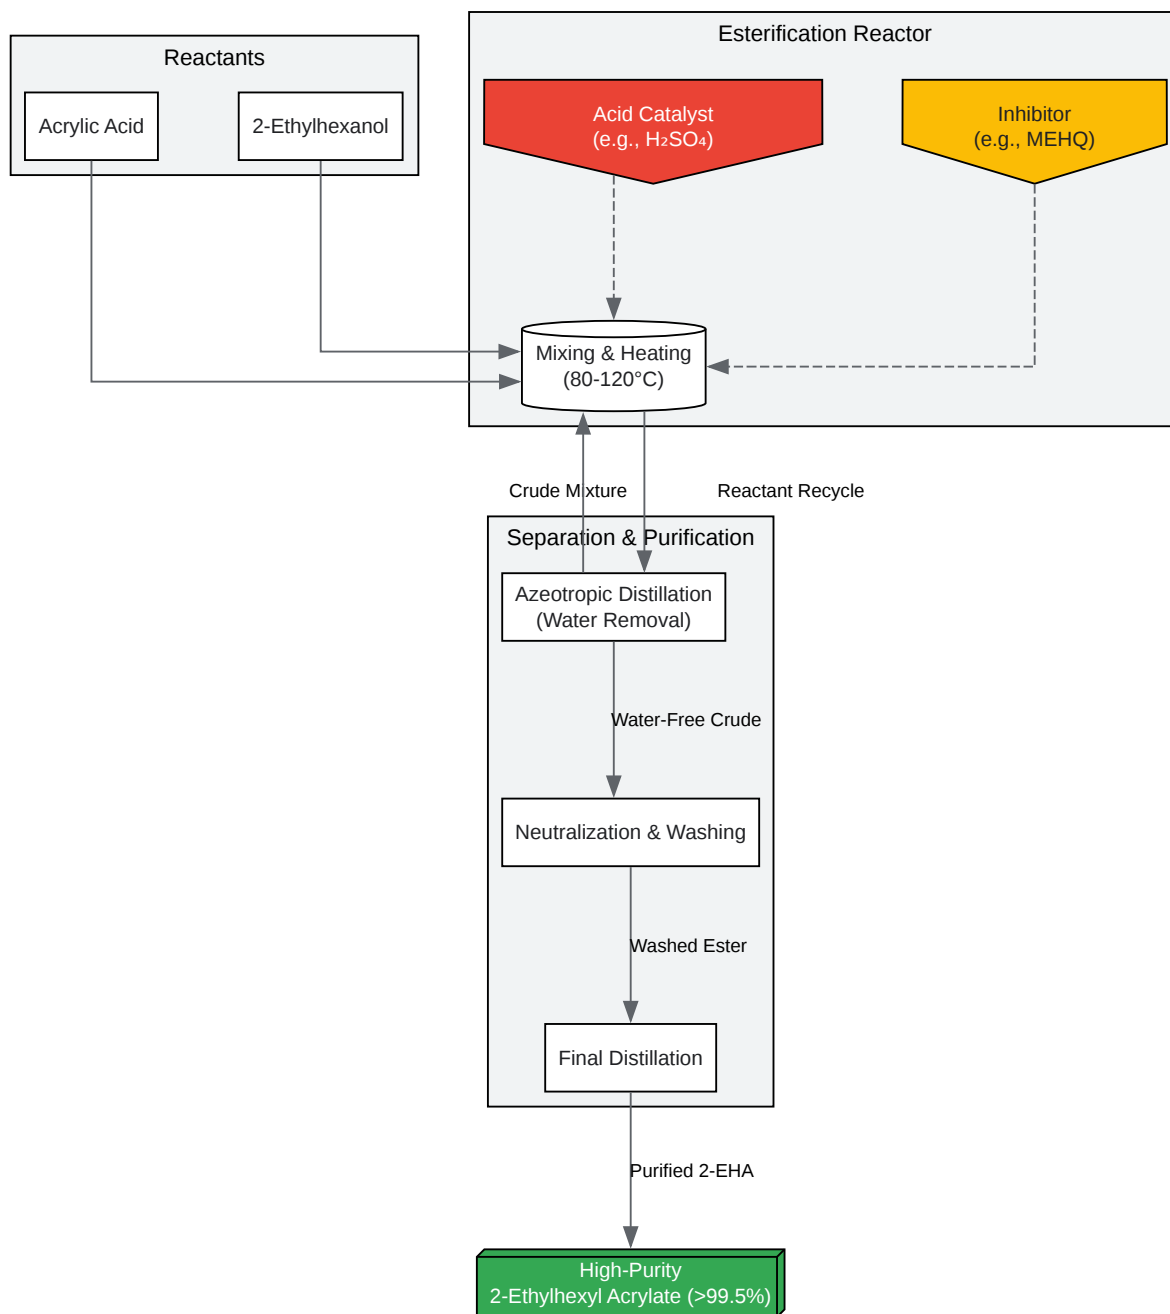 Esterification Reactor
Reactants
Acrylic Acid
2-Ethylhexanol
Acid Catalyst
(e.g., H₂SO₄)
Inhibitor
(e.g., MEHQ)
Mixing & Heating
(80-120°C)
Crude Mixture
Reactant Recycle
Separation & Purification
Azeotropic Distillation
(Water Removal)
Water-Free Crude
Neutralization & Washing
Washed Ester
Final Distillation
Purified 2-EHA
High-Purity
2-Ethylhexyl Acrylate (>99.5%)